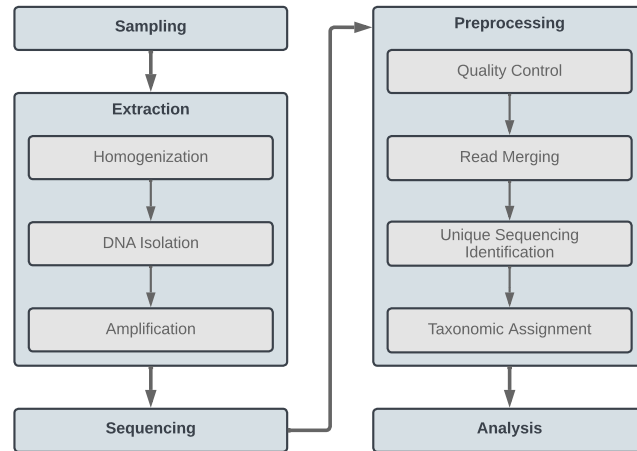 Sampling
Extraction
Homogenization
DNA Isolation
Amplification
Sequencing
Preprocessing
Quality Control
Read Merging
Unique Sequencing
Identification
Taxonomic Assignment
Analysis